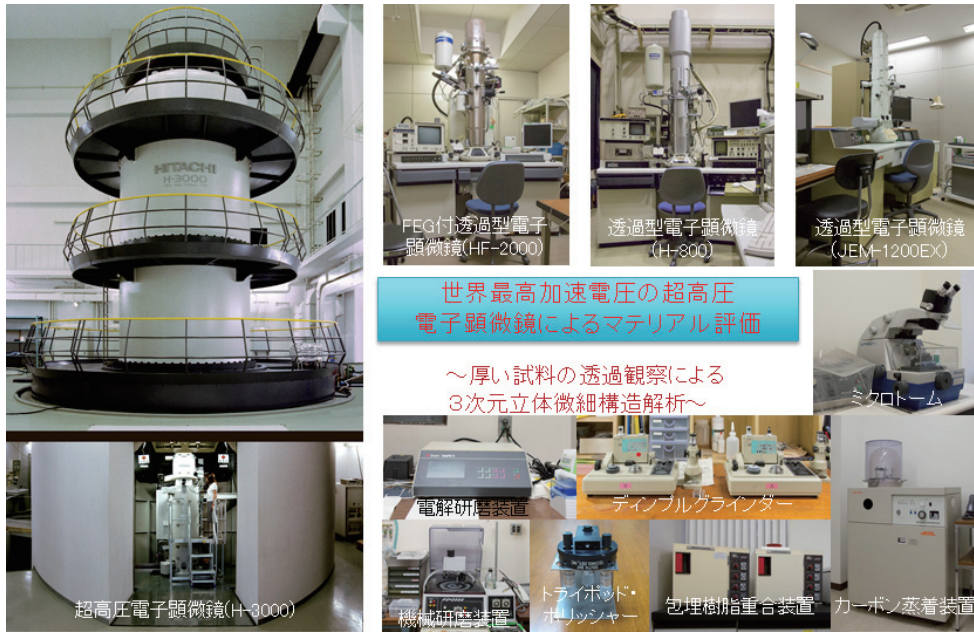 HITACHI
H-3000
超高圧電子顕微鏡(H-3000)
FEG付透過型電子
顕微鏡(HF-2000)
透過型電子顕微鏡
(H-800)
透過型電子顕微鏡
(JEM-1200EX)
世界最高加速電圧の超高圧
電子顕微鏡によるマテリアル評価
～厚い試料の透過観察による
3次元立体微細構造解析～
ミクロトーム
電解研磨装置
ディンプルグラインダー
機械研磨装置
トライポッド・
ポリッシャー
包埋樹脂重合装置
カーボン蒸着装置